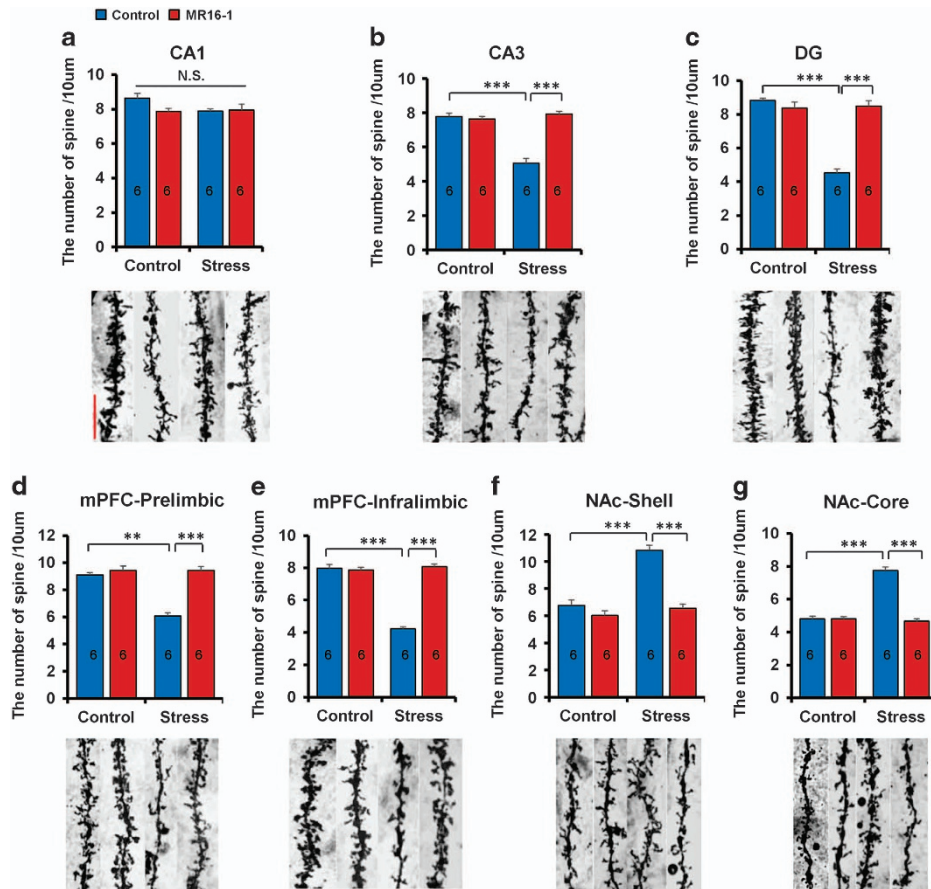 Control MR16-1
a
CA1
N.S.
The number of spine /10um
10
8
6
4
2
0
6 6 6 6
Control Stress
b
CA3
*** ***
The number of spine /10um
10
8
6
4
2
0
6 6 6 6
Control Stress
c
DG
*** ***
The number of spine /10um
10
8
6
4
2
0
6 6 6 6
Control Stress
d
mPFC-Prelimbic
** ***
The number of spine /10um
12
10
8
6
4
2
0
6 6 6 6
Control Stress
e
mPFC-Infralimbic
*** ***
The number of spine /10um
10
8
6
4
2
0
6 6 6 6
Control Stress
f
NAc-Shell
*** ***
The number of spine /10um
12
9
6
3
0
6 6 6 6
Control Stress
g
NAc-Core
*** ***
The number of spine /10um
10
8
6
4
2
0
6 6 6 6
Control Stress